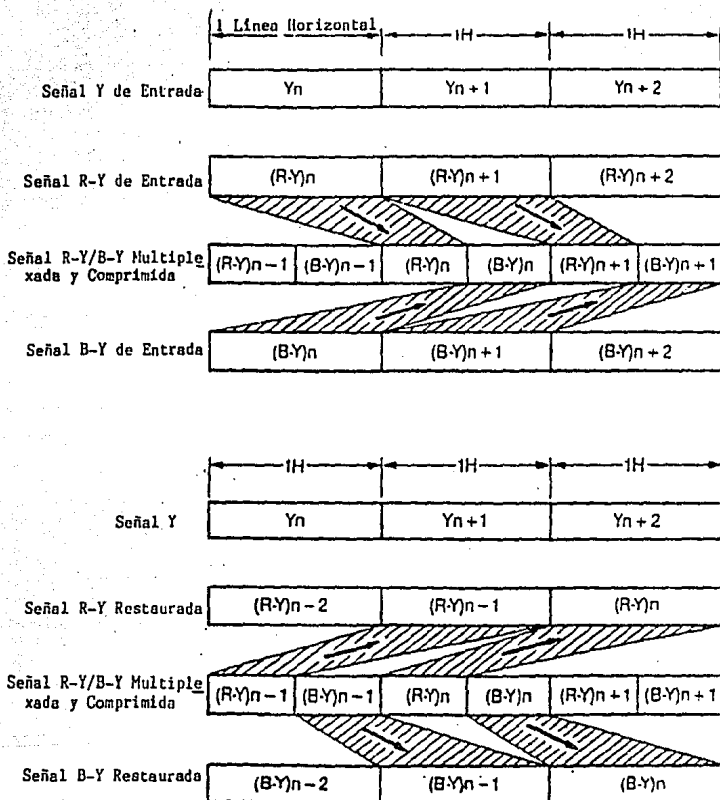 1 Línea Horizontal 1H 1H
Señal Y de Entrada Yn Yn + 1 Yn + 2
Señal R-Y de Entrada (R-Y)n (R-Y)n + 1 (R-Y)n + 2
Señal R-Y/B-Y Multiple
xada y Comprimida (R-Y)n − 1 (B-Y)n − 1 (R-Y)n (B-Y)n (R-Y)n + 1 (B-Y)n + 1
Señal B-Y de Entrada (B-Y)n (B-Y)n + 1 (B-Y)n + 2
1H 1H 1H
Señal Y Yn Yn + 1 Yn + 2
Señal R-Y Restaurada (R-Y)n − 2 (R-Y)n − 1 (R-Y)n
Señal R-Y/B-Y Multiple
xada y Comprimida (R-Y)n − 1 (B-Y)n − 1 (R-Y)n (B-Y)n (R-Y)n + 1 (B-Y)n + 1
Señal B-Y Restaurada (B-Y)n − 2 (B-Y)n − 1 (B-Y)n